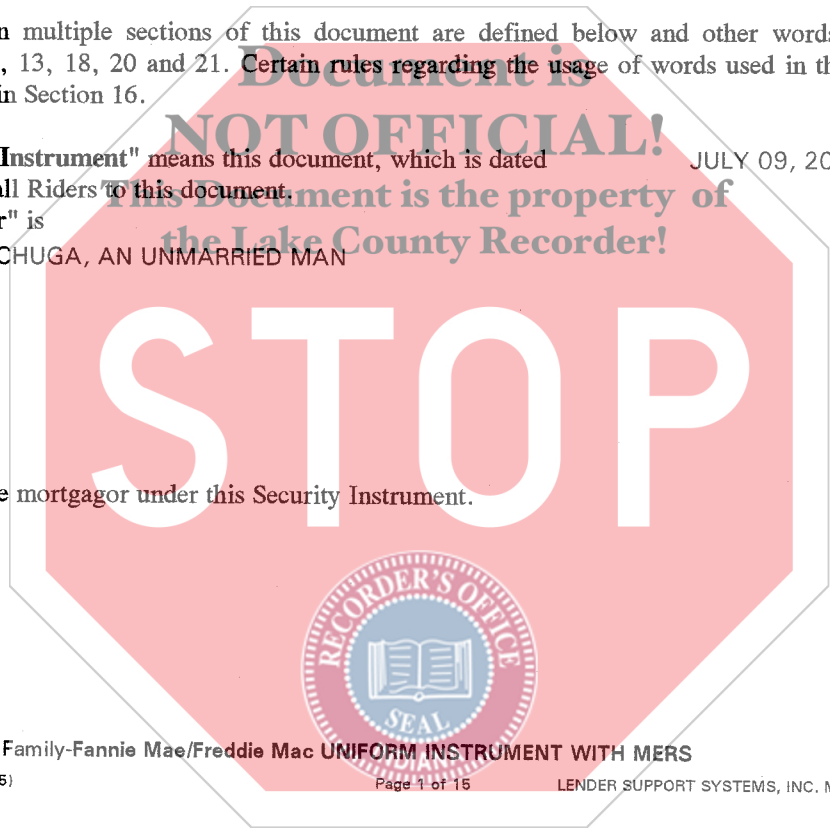 n multiple sections of this document are defined below and other words
, 13, 18, 20 and 21. Certain rules regarding the usage of words used in th
in Section 16.
Document is
NOT OFFICIAL!
This Document is the property of
the Lake County Recorder!
Instrument" means this document, which is dated JULY 09, 20
all Riders to this document.
r" is
CHUGA, AN UNMARRIED MAN
STOP
e mortgagor under this Security Instrument.
RECORDER'S OFFICE
SEAL
INDIANA
Family-Fannie Mae/Freddie Mac UNIFORM INSTRUMENT WITH MERS
5) Page 1 of 15 LENDER SUPPORT SYSTEMS, INC. M